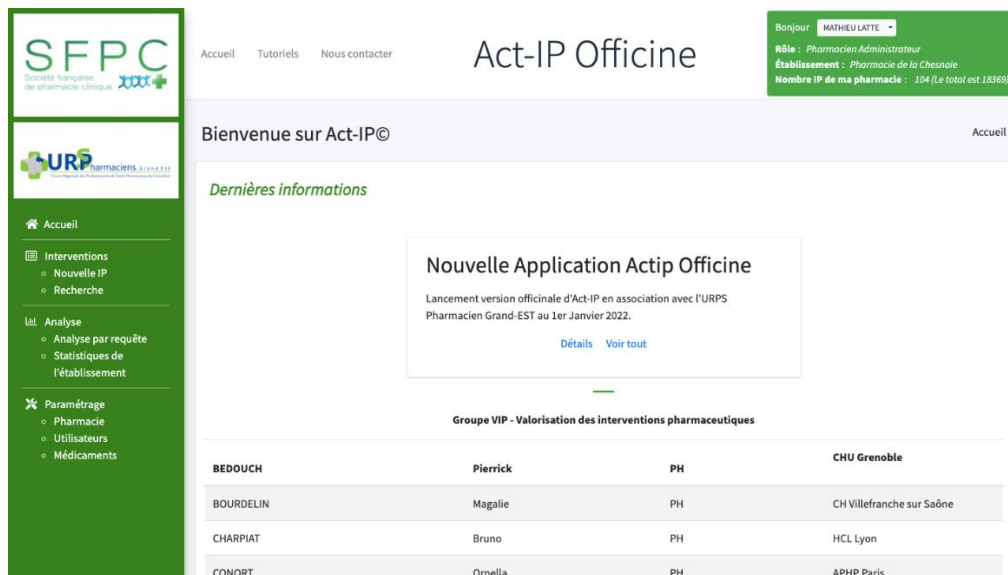 SFPC
Société française
de pharmacie clinique
Accueil Tutoriels Nous contacter
Act-IP Officine
Bonjour MATHIEU LATTE
Rôle : Pharmacien Administrateur
Établissement : Pharmacie de la Chesnaie
Nombre IP de ma pharmacie : 104 (Le total est 18369)
URPS
Pharmaciens Grand Est
Bienvenue sur Act-IP©
Accueil
Dernières informations
Accueil
Interventions
Nouvelle IP
Recherche
Analyse
Analyse par requête
Statistiques de
l'établissement
Paramétrage
Pharmacie
Utilisateurs
Médicaments
Nouvelle Application Actip Officine
Lancement version officinale d'Act-IP en association avec l'URPS
Pharmacien Grand-EST au 1er Janvier 2022.
Détails Voir tout
Groupe VIP - Valorisation des interventions pharmaceutiques
BEDOUCH Pierrick PH CHU Grenoble
BOURDELIN Magalie PH CH Villefranche sur Saône
CHARPIAT Bruno PH HCL Lyon
CONORT Ornella PH APHP Paris